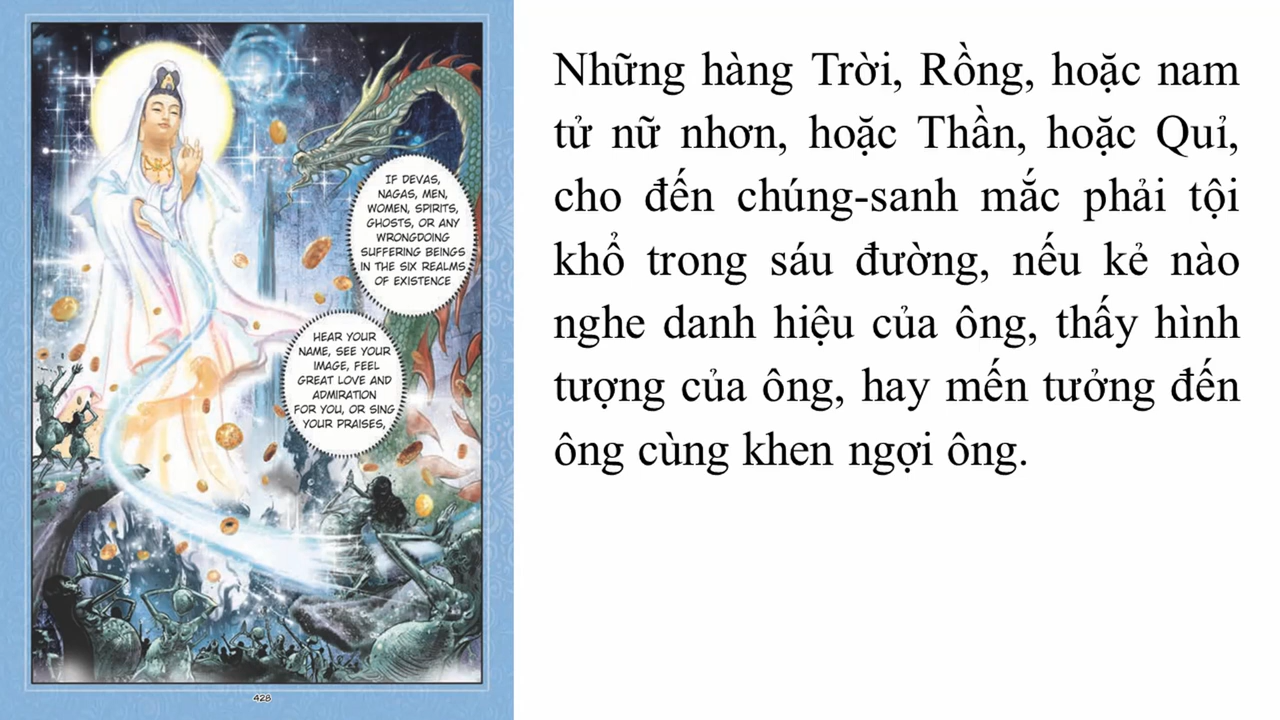 IF DEVAS,
NAGAS, MEN,
WOMEN, SPIRITS,
GHOSTS, OR ANY
WRONGDOING
SUFFERING BEINGS
IN THE SIX REALMS
OF EXISTENCE
HEAR YOUR
NAME, SEE YOUR
IMAGE, FEEL
GREAT LOVE AND
ADMIRATION
FOR YOU, OR SING
YOUR PRAISES,
428
Những hàng Trời, Rồng, hoặc nam
tử nữ nhơn, hoặc Thần, hoặc Quỉ,
cho đến chúng-sanh mắc phải tội
khổ trong sáu đường, nếu kẻ nào
nghe danh hiệu của ông, thấy hình
tượng của ông, hay mến tưởng đến
ông cùng khen ngợi ông.